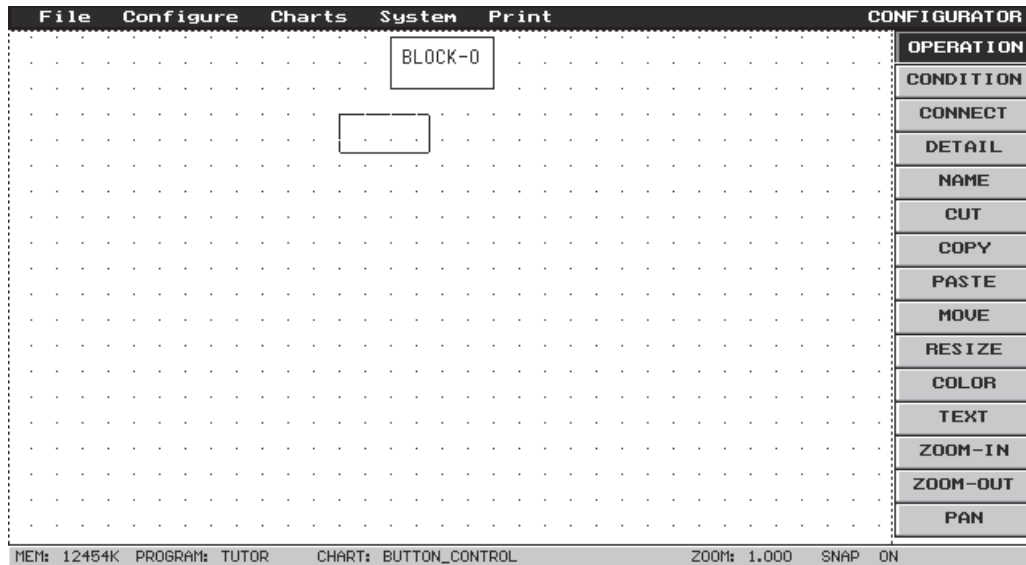 File Configure Charts System Print CONFIGURATOR
BLOCK-0
OPERATION
CONDITION
CONNECT
DETAIL
NAME
CUT
COPY
PASTE
MOVE
RESIZE
COLOR
TEXT
ZOOM-IN
ZOOM-OUT
PAN
MEM: 12454K PROGRAM: TUTOR CHART: BUTTON_CONTROL ZOOM: 1.000 SNAP ON